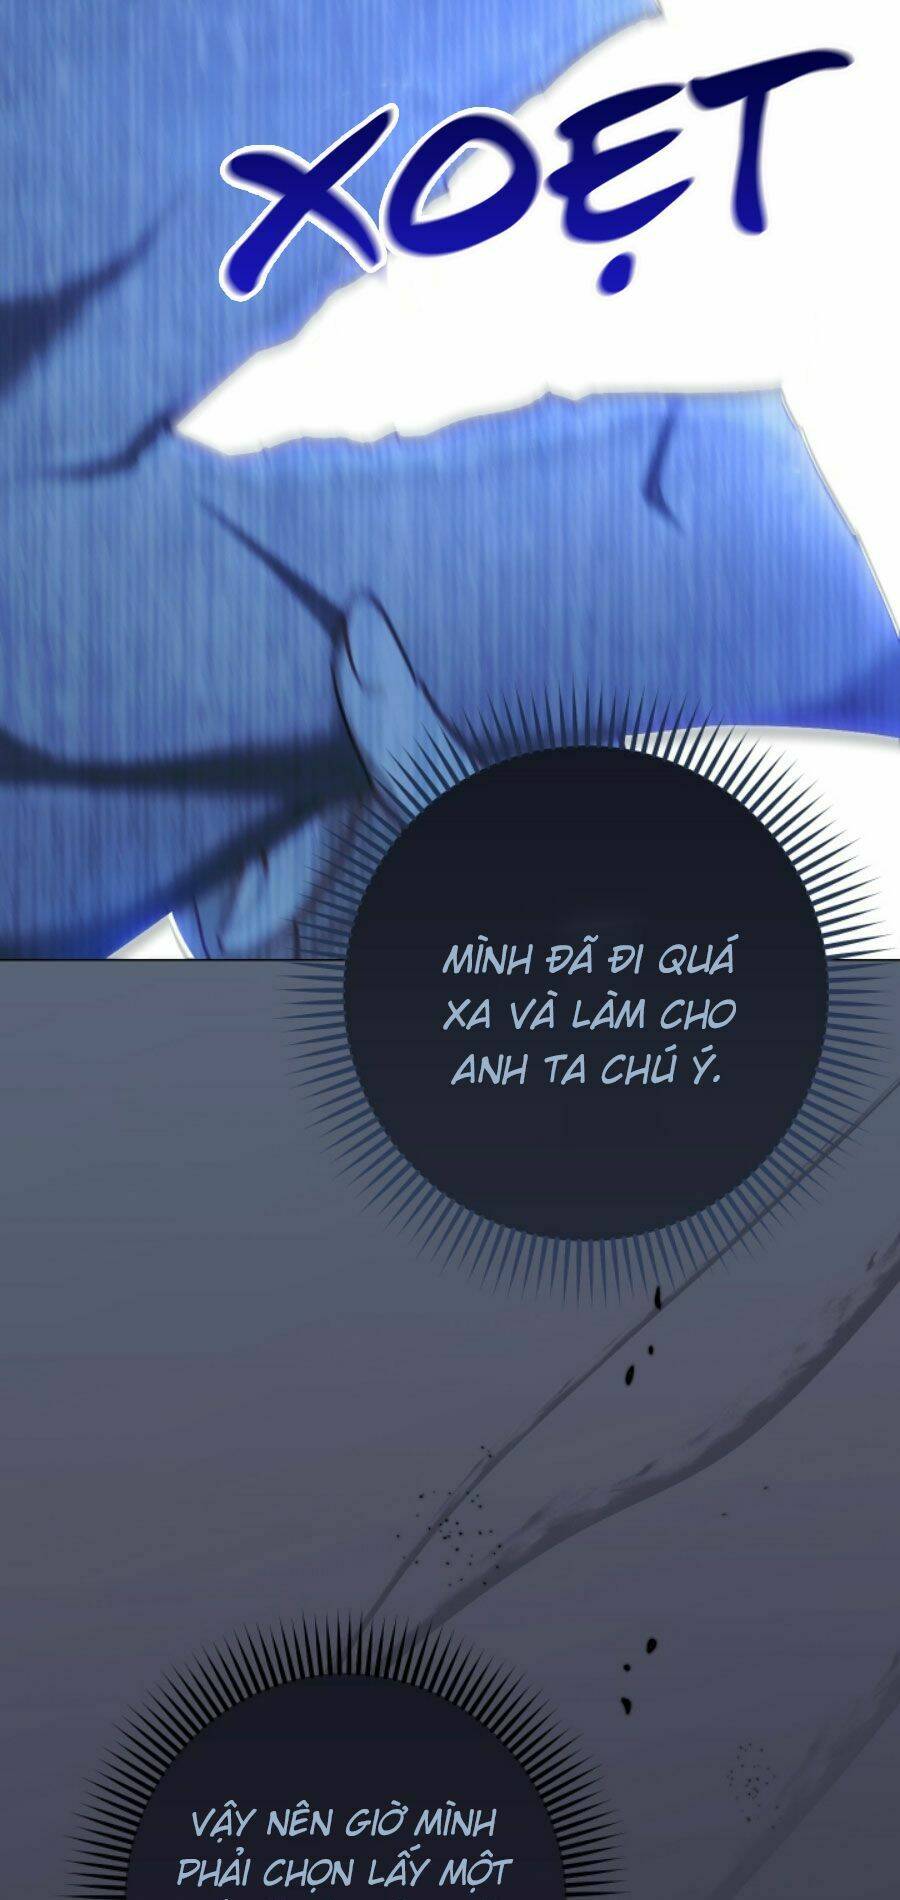 XOẸT
MÌNH ĐÃ ĐI QUÁ
XA VÀ LÀM CHO
ANH TA CHÚ Ý.
VẬY NÊN GIỜ MÌNH
PHẢI CHỌN LẤY MỘT